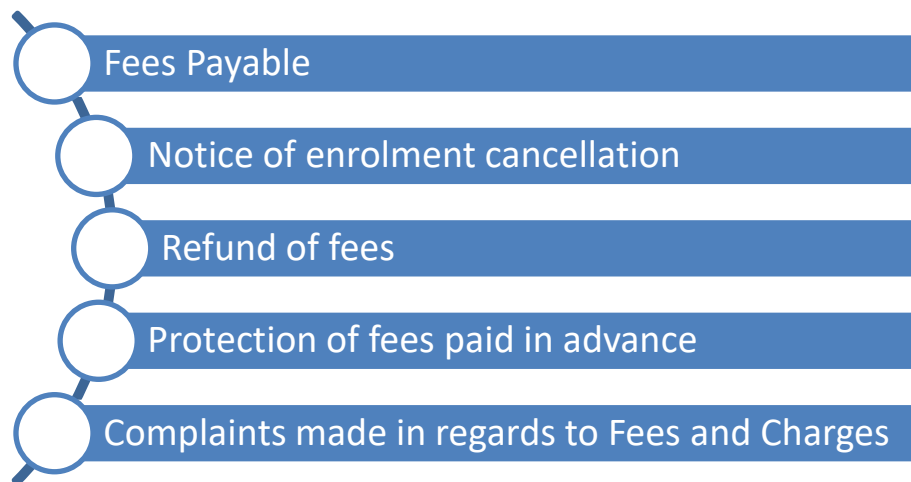 Fees Payable
Notice of enrolment cancellation
Refund of fees
Protection of fees paid in advance
Complaints made in regards to Fees and Charges